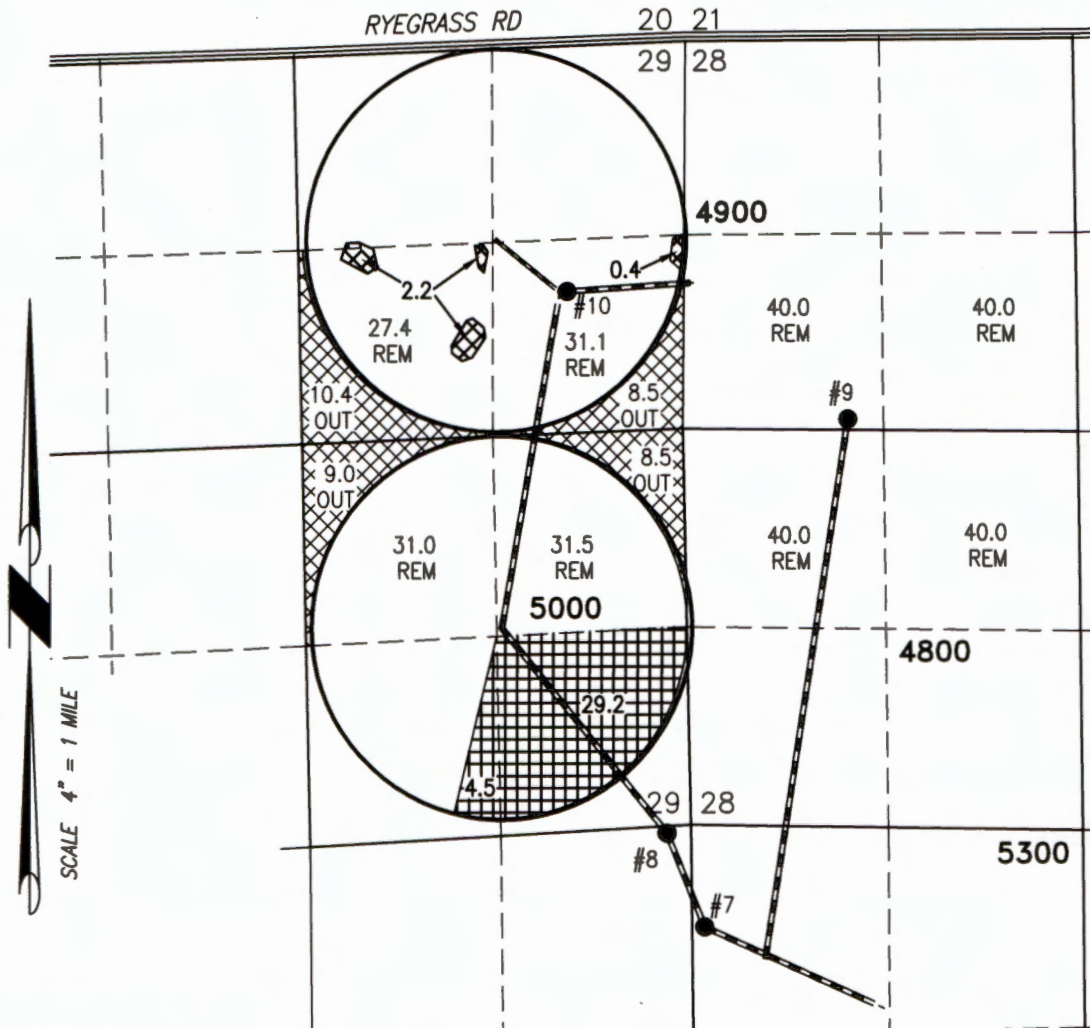 RYEGRASS RD
20 21
29 28
4900
2.2
0.4
#10
27.4
REM
31.1
REM
40.0
REM
40.0
REM
#9
10.4
OUT
8.5
OUT
9.0
OUT
8.5
OUT
31.0
REM
31.5
REM
40.0
REM
40.0
REM
5000
4800
SCALE 4" = 1 MILE
29.2
4.5
29 28
#8
5300
#7